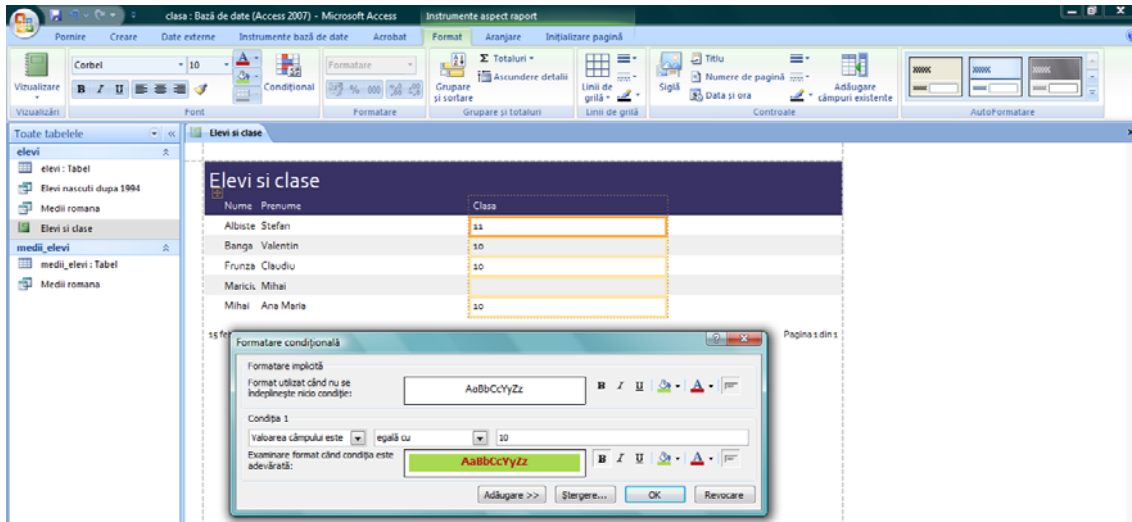 clasa : Bază de date (Access 2007) - Microsoft Access Instrumente aspect raport
Pornire Creare Date externe Instrumente bază de date Acrobat Format Aranjare Inițializare pagină
Vizualizare
Vizualizări
Corbel 10
B I U
Font
Condițional
Formatare
% 000
Formatare
Grupare și sortare
Σ Totaluri
Ascundere detalii
Grupare și totaluri
Linii de grilă
Linii de grilă
Siglă
Titlu
Numere de pagină
Data și ora
Adăugare câmpuri existente
Controale
AutoFormatare
Toate tabelele
elevi
elevi : Tabel
Elevi nascuti dupa 1994
Medii romana
Elevi si clase
medii_elevi
medii_elevi : Tabel
Medii romana
Elevi si clase
Elevi si clase
Nume Prenume Clasa
Albiste Stefan 11
Banga Valentin 10
Frunza Claudiu 10
Mariciu Mihai
Mihai Ana Maria 10
Pagina 1 din 1
Formatare condițională
Formatare implicită
Format utilizat când nu se îndeplinește nicio condiție:
AaBbCcYyZz
B I U A
Condiția 1
Valoarea câmpului este egală cu 10
Examinare format când condiția este adevărată:
AaBbCcYyZz
B I U A
Adăugare >> Ștergere... OK Revocare